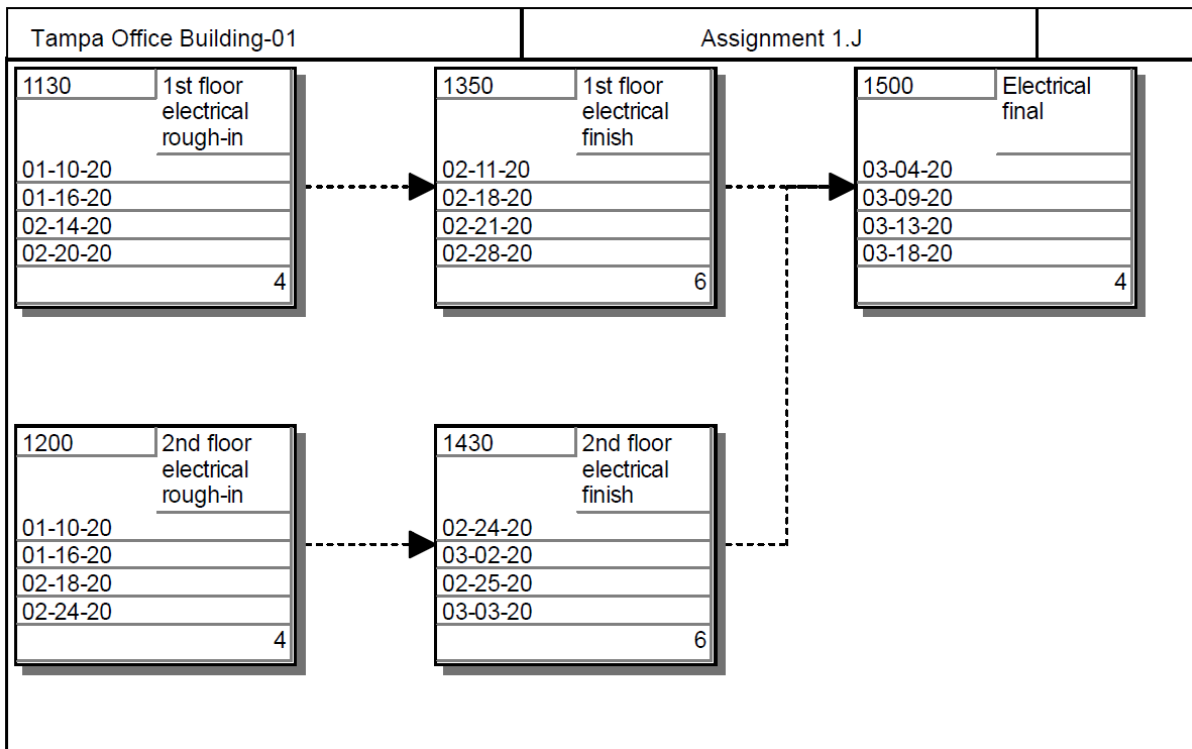 Tampa Office Building-01
Assignment 1.J
1130
1st floor
electrical
rough-in
01-10-20
01-16-20
02-14-20
02-20-20
4
1350
1st floor
electrical
finish
02-11-20
02-18-20
02-21-20
02-28-20
6
1500
Electrical
final
03-04-20
03-09-20
03-13-20
03-18-20
4
1200
2nd floor
electrical
rough-in
01-10-20
01-16-20
02-18-20
02-24-20
4
1430
2nd floor
electrical
finish
02-24-20
03-02-20
02-25-20
03-03-20
6